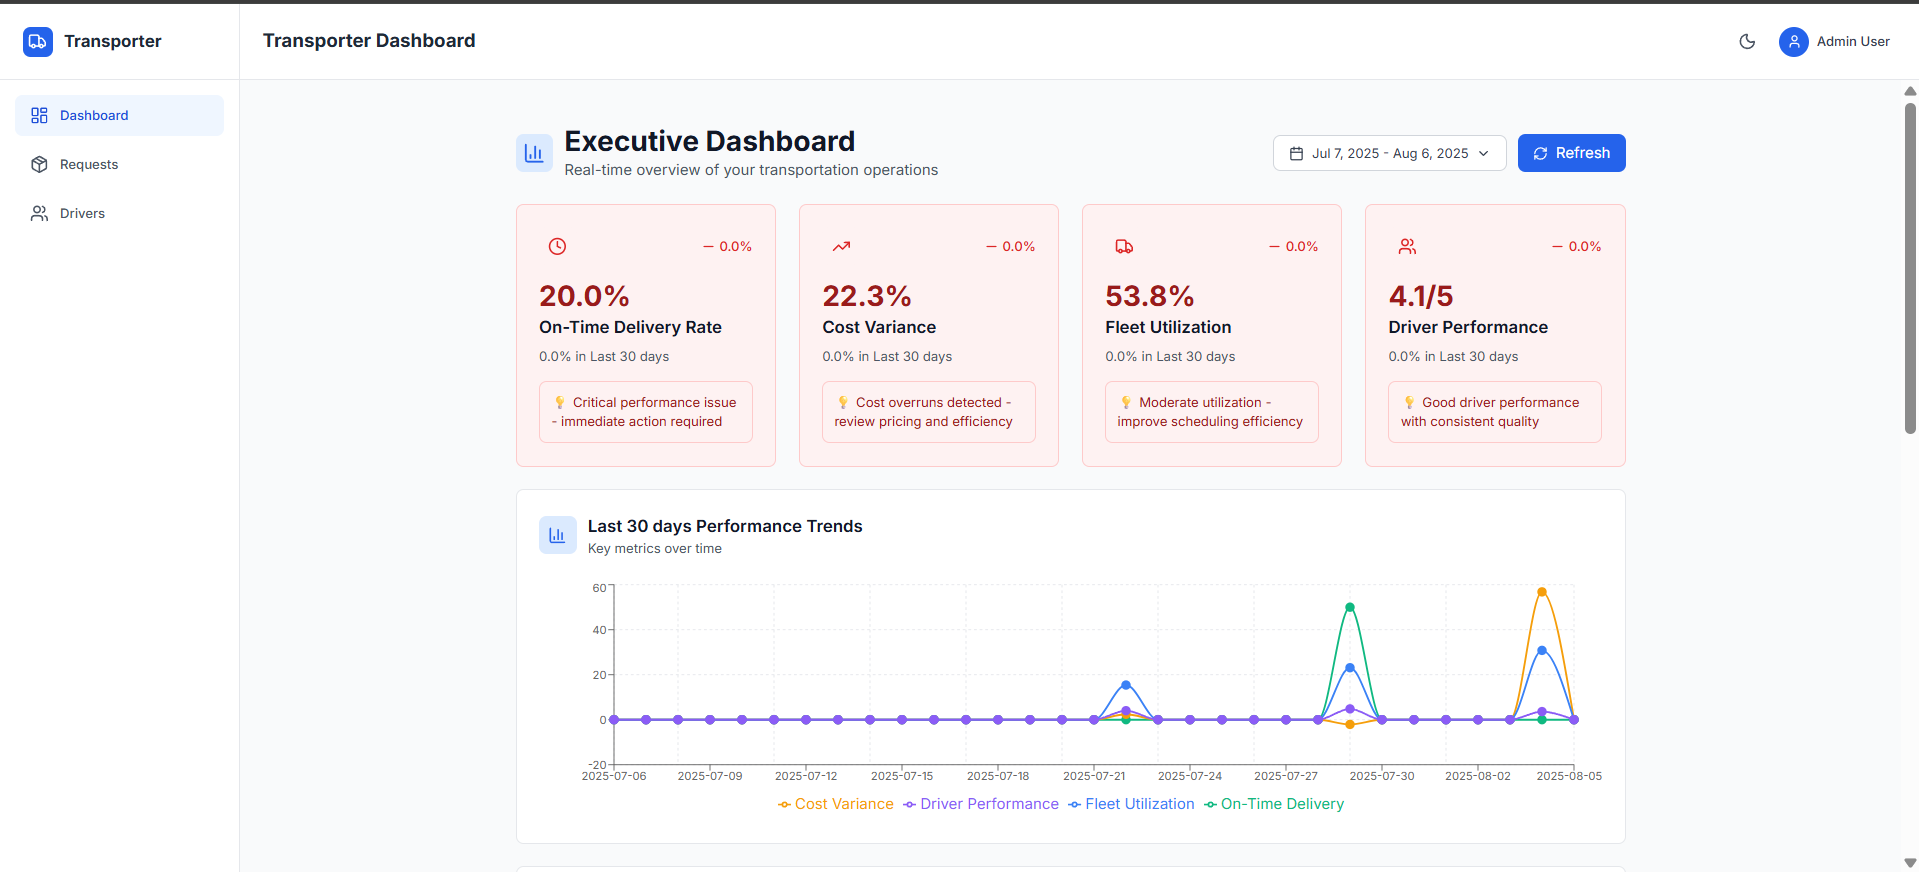 Transporter
Transporter Dashboard
Admin User
Dashboard
Requests
Drivers
Executive Dashboard
Real-time overview of your transportation operations
Jul 7, 2025 - Aug 6, 2025
Refresh
0.0%
20.0%
On-Time Delivery Rate
0.0% in Last 30 days
Critical performance issue
- immediate action required
0.0%
22.3%
Cost Variance
0.0% in Last 30 days
Cost overruns detected -
review pricing and efficiency
0.0%
53.8%
Fleet Utilization
0.0% in Last 30 days
Moderate utilization -
improve scheduling efficiency
0.0%
4.1/5
Driver Performance
0.0% in Last 30 days
Good driver performance
with consistent quality
Last 30 days Performance Trends
Key metrics over time
60
40
20
0
-20
2025-07-06 2025-07-09 2025-07-12 2025-07-15 2025-07-18 2025-07-21 2025-07-24 2025-07-27 2025-07-30 2025-08-02 2025-08-05
Cost Variance Driver Performance Fleet Utilization On-Time Delivery